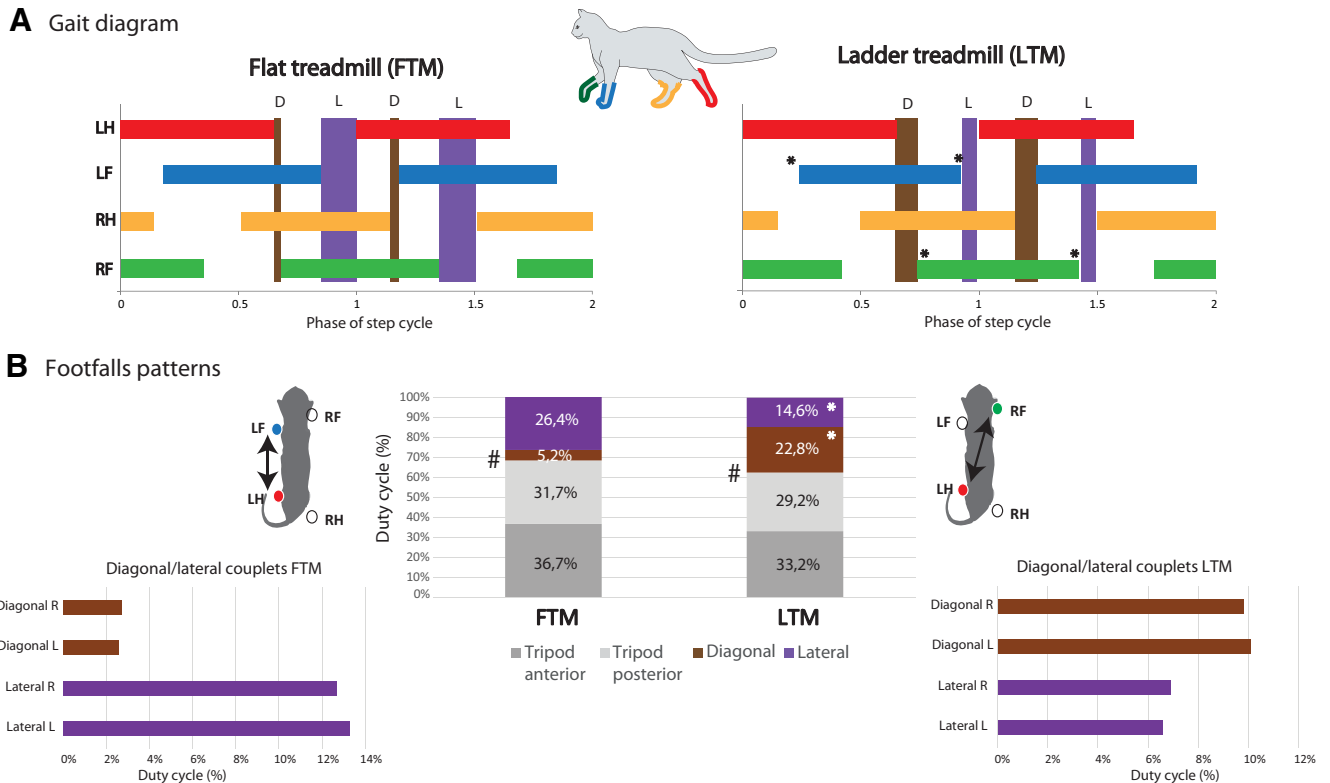 A Gait diagram
Flat treadmill (FTM)
D L D L
LH
LF
RH
RF
0 0.5 1 1.5 2
Phase of step cycle
Ladder treadmill (LTM)
D L D L
* *
* *
0 0.5 1 1.5 2
Phase of step cycle
B Footfalls patterns
RF
LF
LH
RH
Duty cycle (%)
100%
90%
80%
70%
60%
50%
40%
30%
20%
10%
0%
26,4%
5,2%
#
31,7%
36,7%
FTM
14,6% *
22,8% *
#
29,2%
33,2%
LTM
Tripod anterior
Tripod posterior
Diagonal
Lateral
RF
LF
LH
RH
Diagonal/lateral couplets FTM
Diagonal R
Diagonal L
Lateral R
Lateral L
0% 2% 4% 6% 8% 10% 12% 14%
Duty cycle (%)
Diagonal/lateral couplets LTM
Diagonal R
Diagonal L
Lateral R
Lateral L
0% 2% 4% 6% 8% 10% 12%
Duty cycle (%)